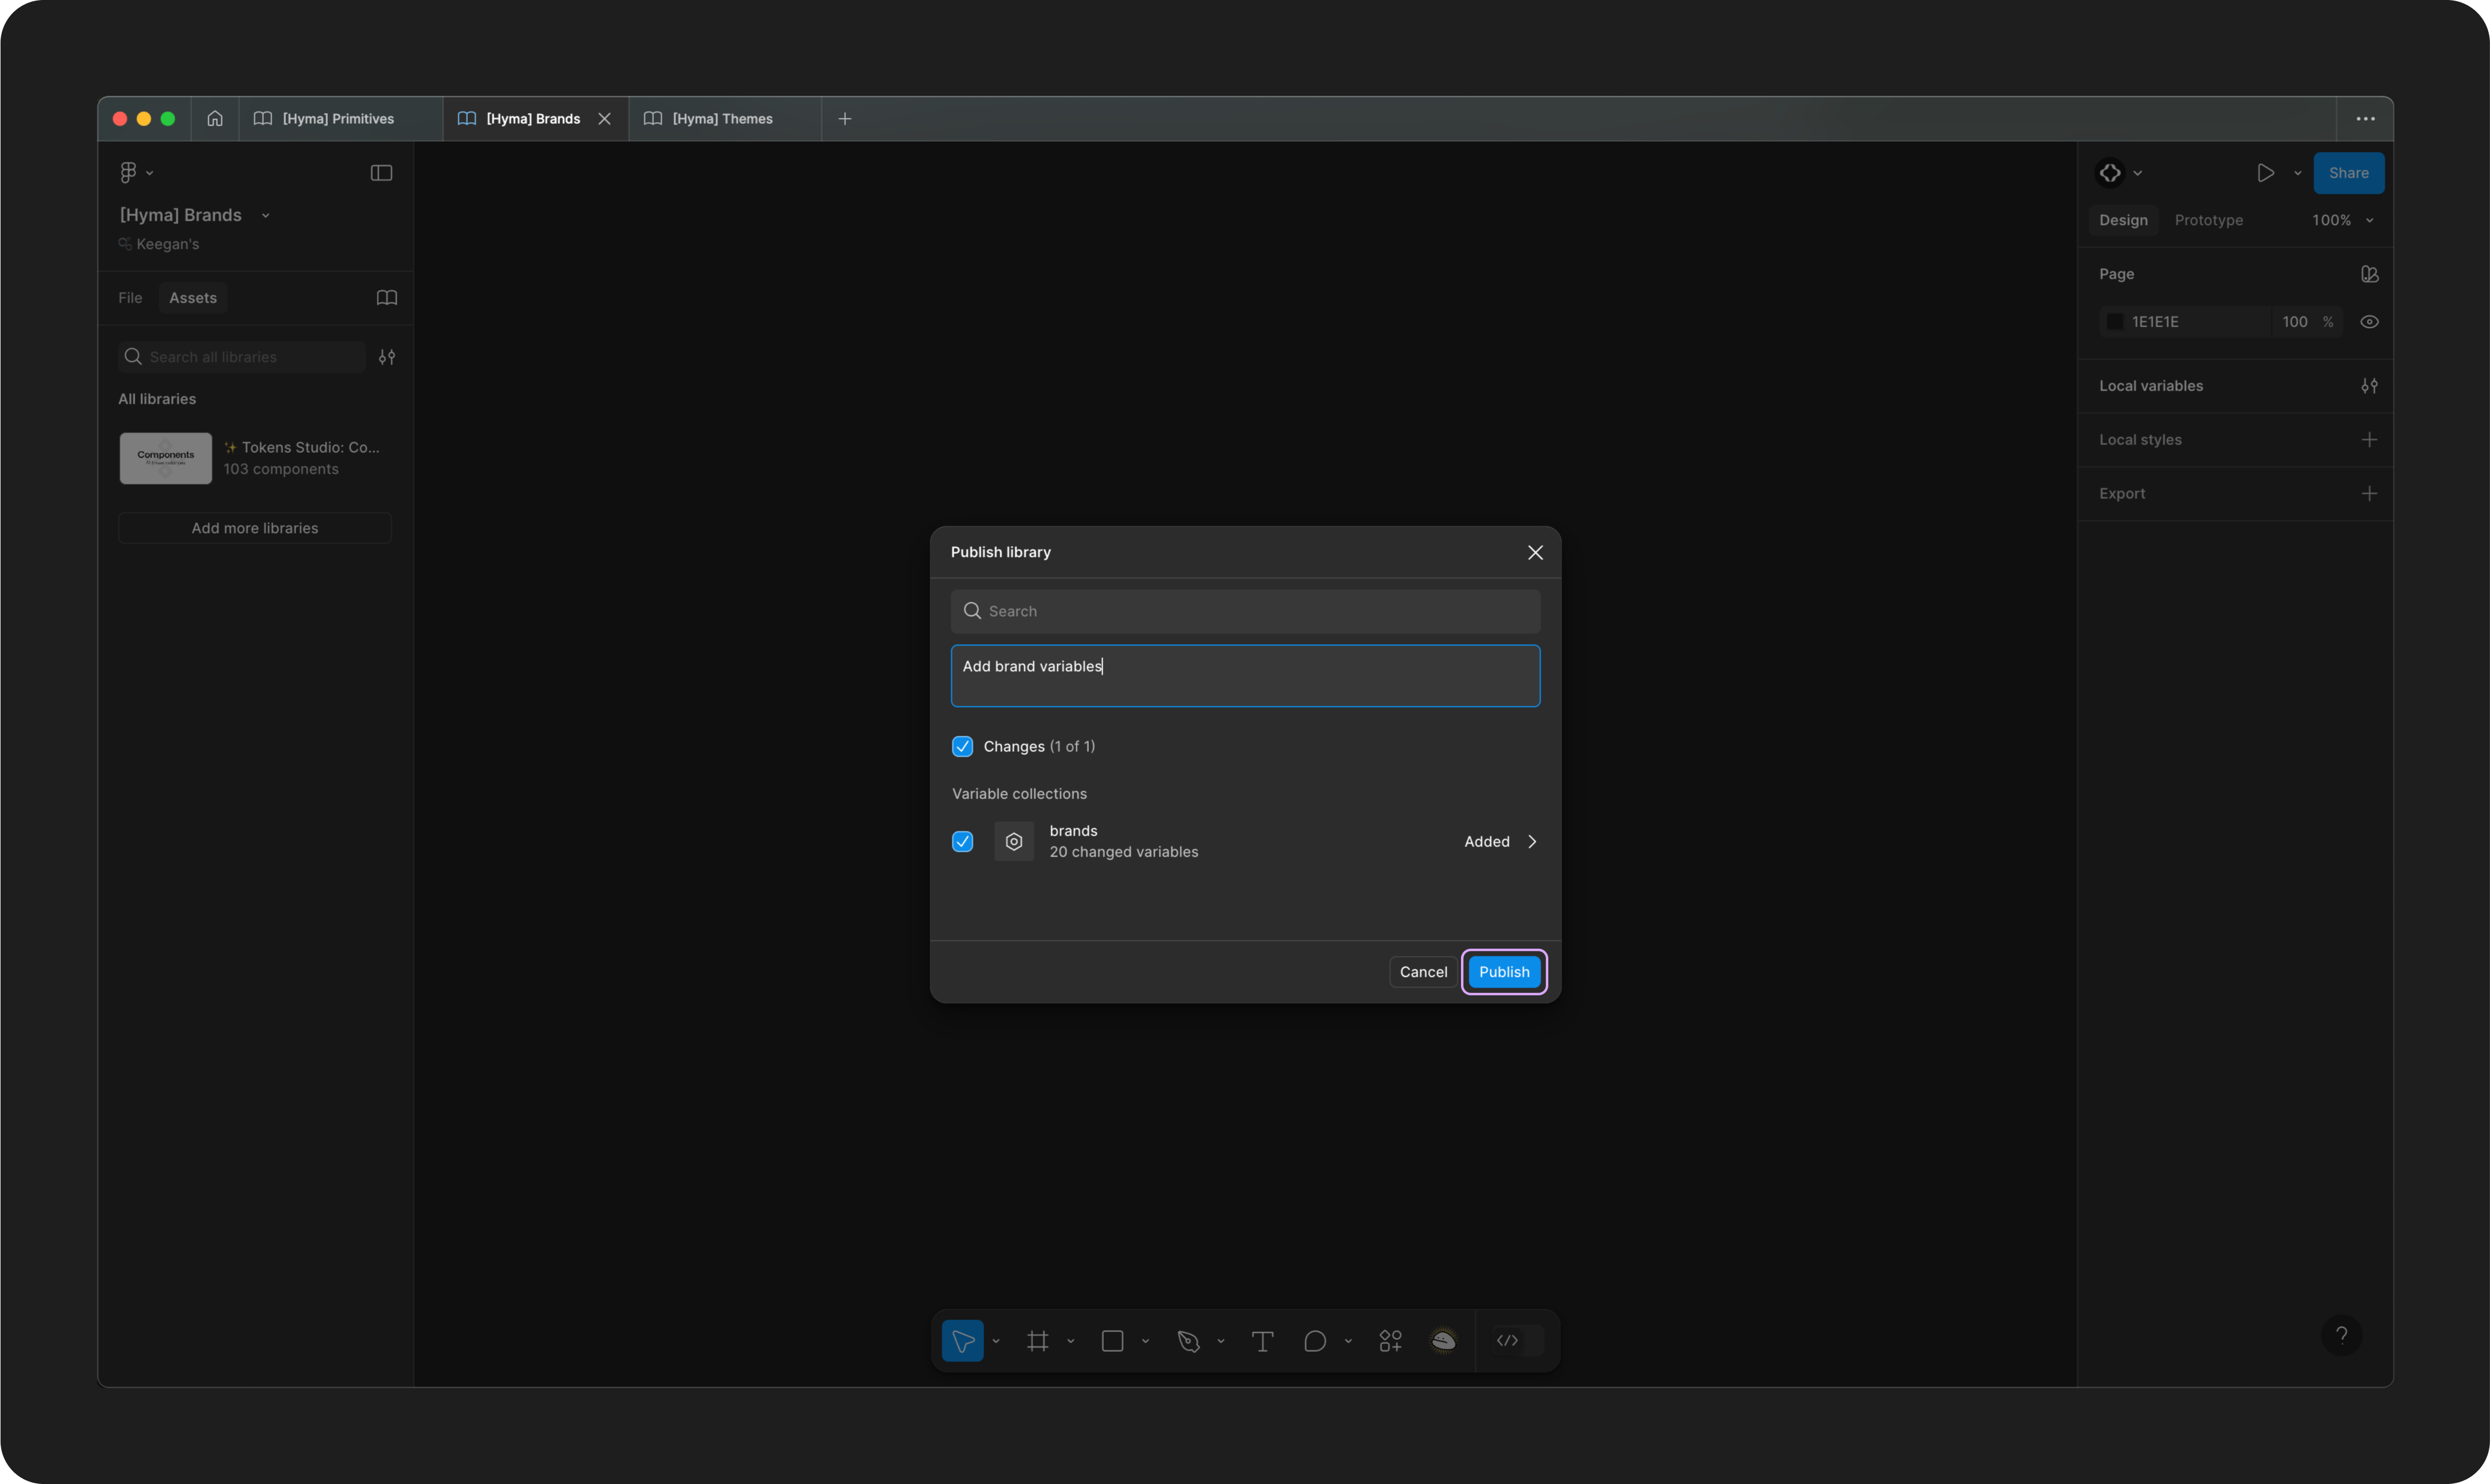 [Hyma] Primitives
[Hyma] Brands
[Hyma] Themes
[Hyma] Brands
Keegan's
File
Assets
Search all libraries
All libraries
Components
Tokens Studio: Co...
103 components
Add more libraries
Publish library
Search
Add brand variables
Changes (1 of 1)
Variable collections
brands
20 changed variables
Added
Cancel
Publish
Share
Design
Prototype
100%
Page
1E1E1E
100 %
Local variables
Local styles
Export
?